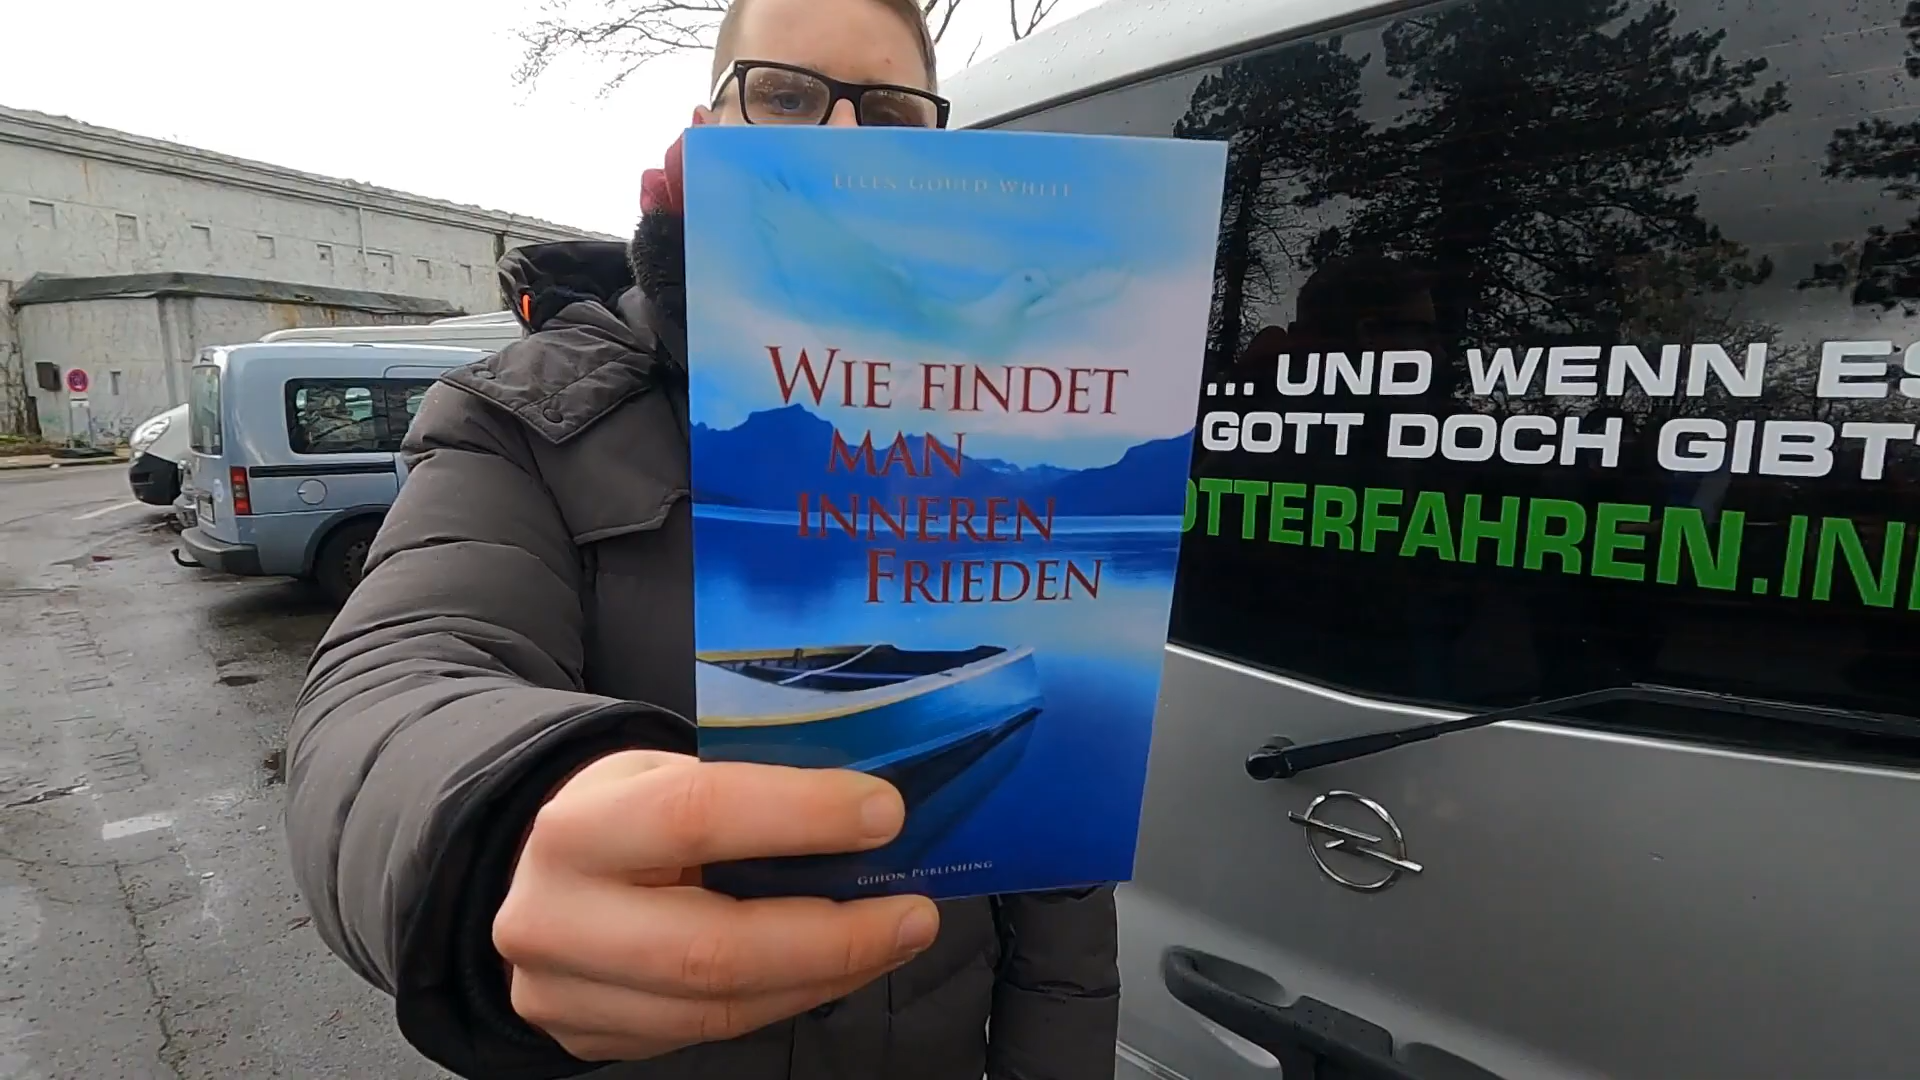 ELLEN GOULD WHITE
WIE FINDET
MAN
INNEREN
FRIEDEN
GIHON PUBLISHING
... UND WENN ES
GOTT DOCH GIBT
OTTERFAHREN.IN